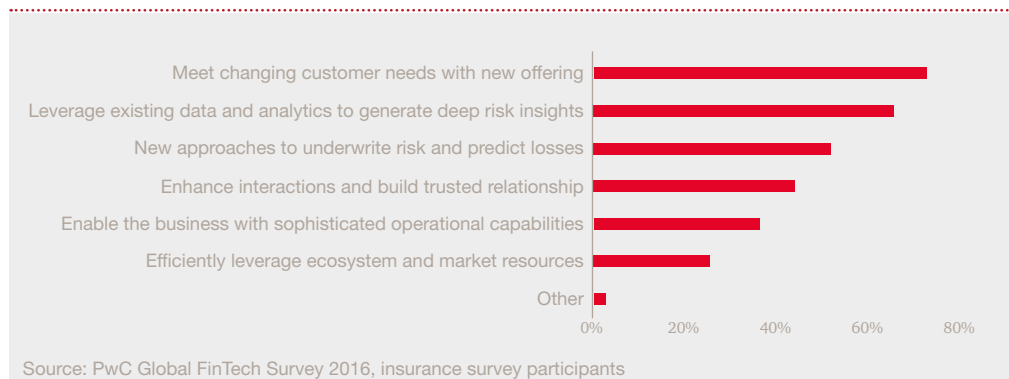 Meet changing customer needs with new offering
Leverage existing data and analytics to generate deep risk insights
New approaches to underwrite risk and predict losses
Enhance interactions and build trusted relationship
Enable the business with sophisticated operational capabilities
Efficiently leverage ecosystem and market resources
Other
0% 20% 40% 60% 80%
Source: PwC Global FinTech Survey 2016, insurance survey participants